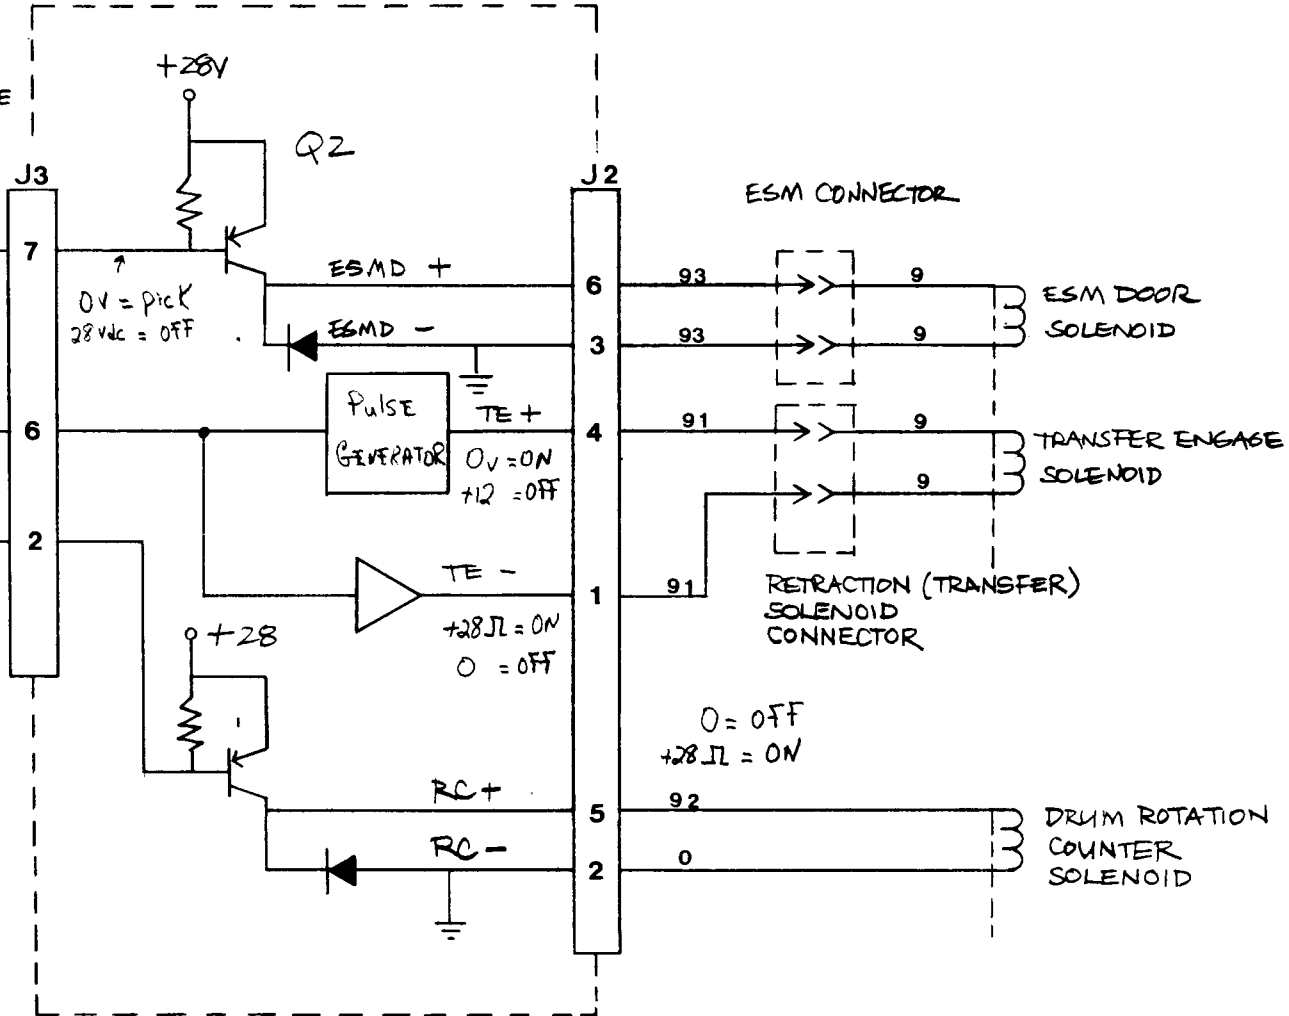 E
+28V
Q2
J3
J2
ESM CONNECTOR
7
0V = PICK
28 Vdc = OFF
ESMD +
6
93
9
ESM DOOR
SOLENOID
ESMD -
3
93
9
6
PULSE
GENERATOR
TE +
0V = ON
+12 = OFF
4
91
9
TRANSFER ENGAGE
SOLENOID
9
2
TE -
1
91
RETRACTION (TRANSFER)
SOLENOID
CONNECTOR
+28Ω = ON
0 = OFF
+28
0 = OFF
+28Ω = ON
RC +
5
92
DRUM ROTATION
COUNTER
SOLENOID
RC -
2
0